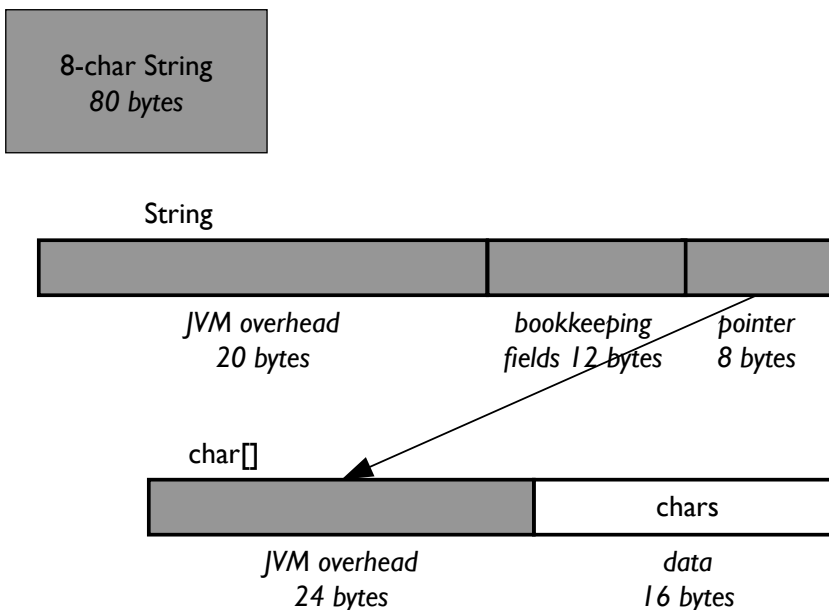 8-char String
80 bytes
String
JVM overhead
20 bytes
bookkeeping
fields 12 bytes
pointer
8 bytes
char[]
chars
JVM overhead
24 bytes
data
16 bytes